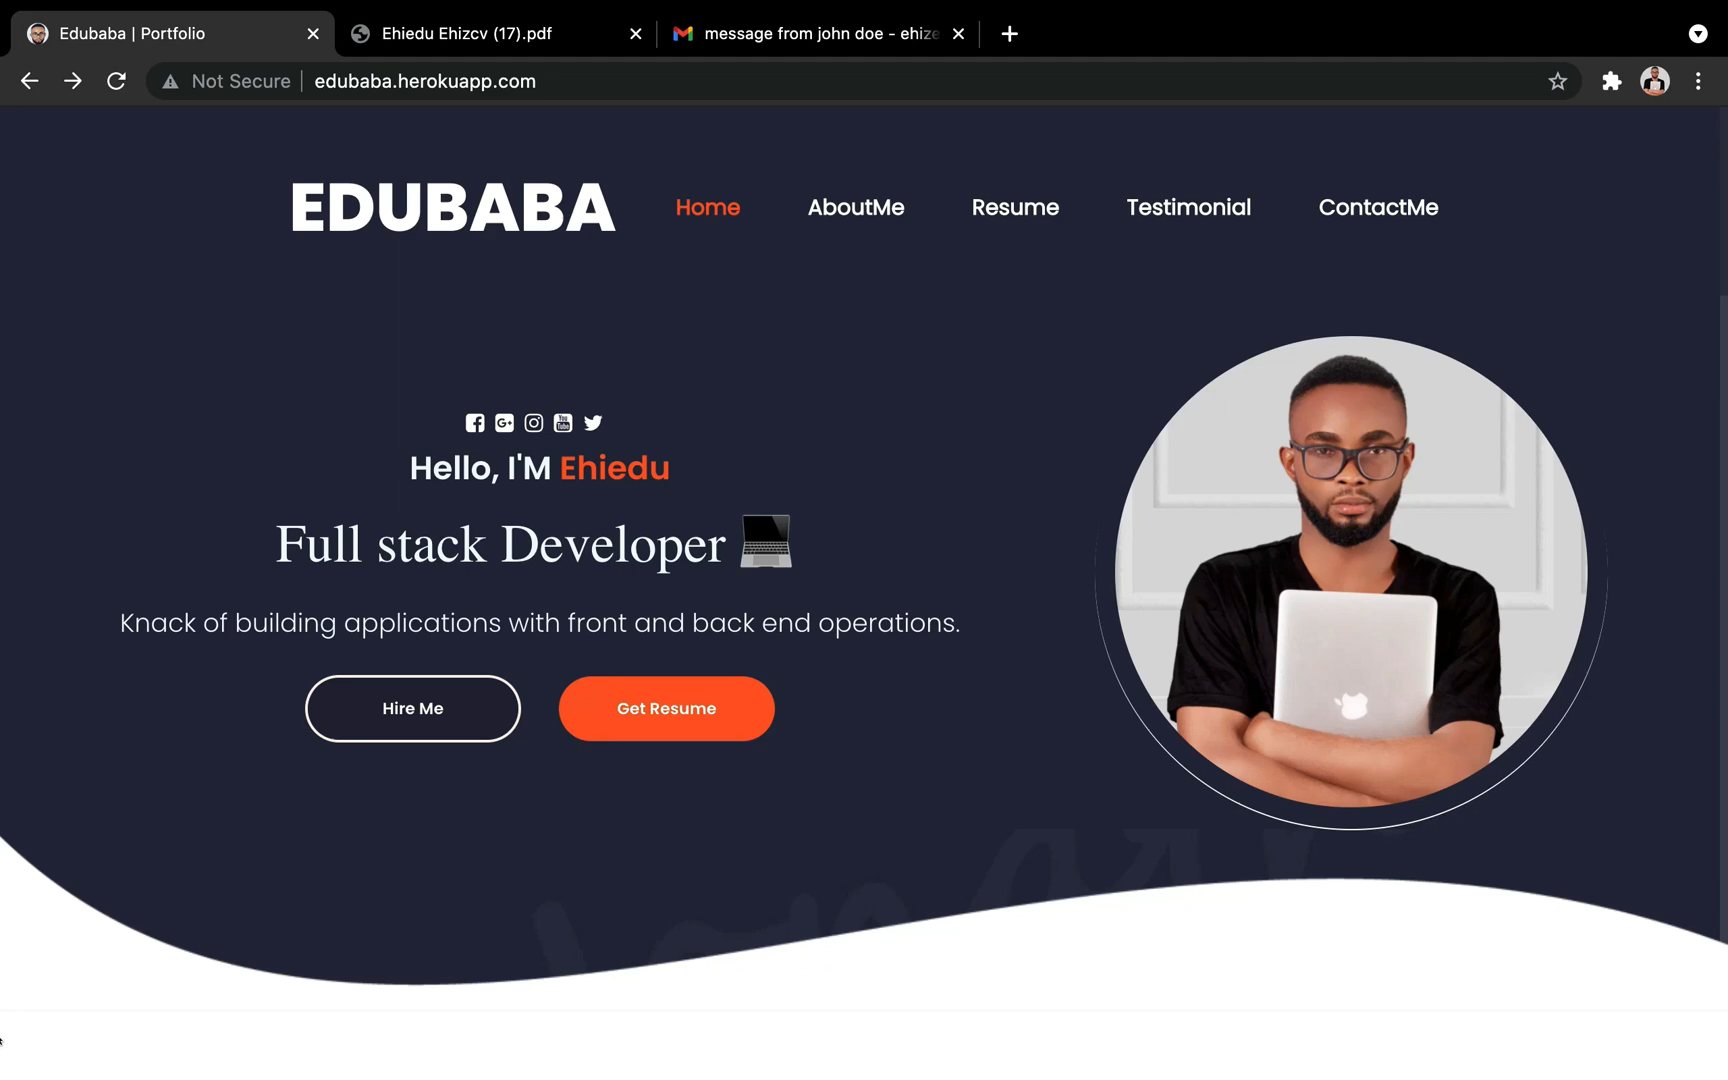 Edubaba | Portfolio
Ehiedu Ehizcv (17).pdf
message from john doe - ehize
Not Secure
edubaba.herokuapp.com
EDUBABA
Home
AboutMe
Resume
Testimonial
ContactMe
Hello, I'M Ehiedu
Full stack Developer 💻
Knack of building applications with front and back end operations.
Hire Me
Get Resume